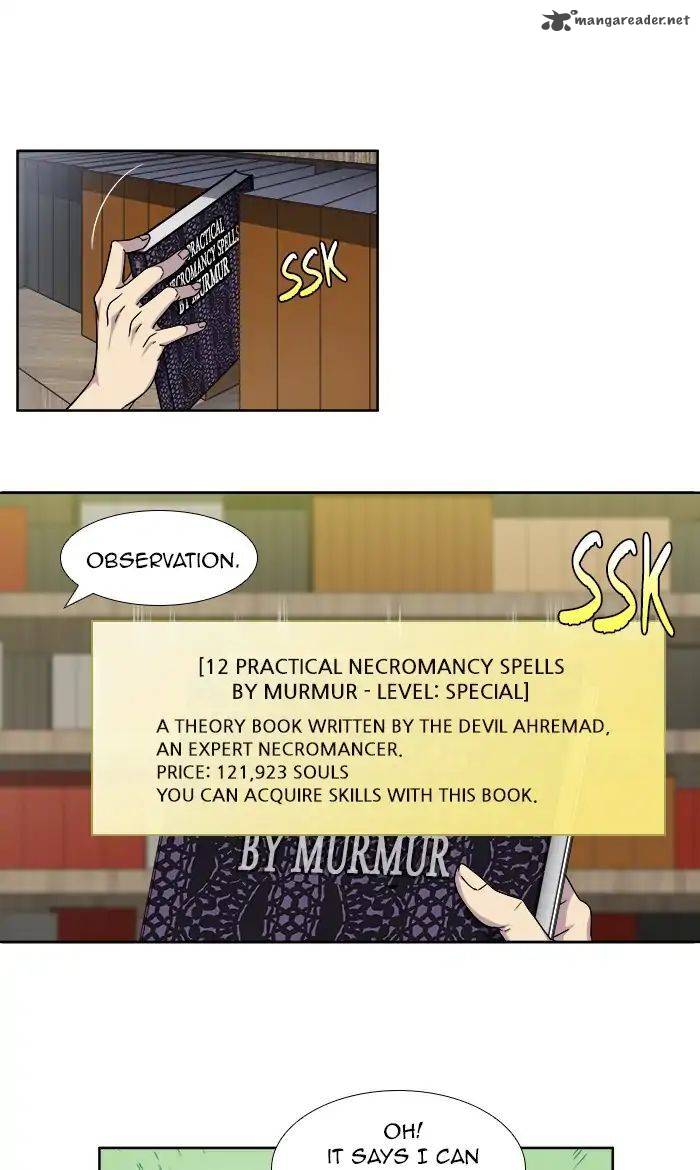 mangareader.net
PRACTICAL
NECROMANCY SPELLS
BY MURMUR
SSK
OBSERVATION.
SSK
[12 PRACTICAL NECROMANCY SPELLS
BY MURMUR - LEVEL: SPECIAL]
A THEORY BOOK WRITTEN BY THE DEVIL AHREMAD,
AN EXPERT NECROMANCER.
PRICE: 121,923 SOULS
YOU CAN ACQUIRE SKILLS WITH THIS BOOK.
BY MURMUR
OH!
IT SAYS I CAN